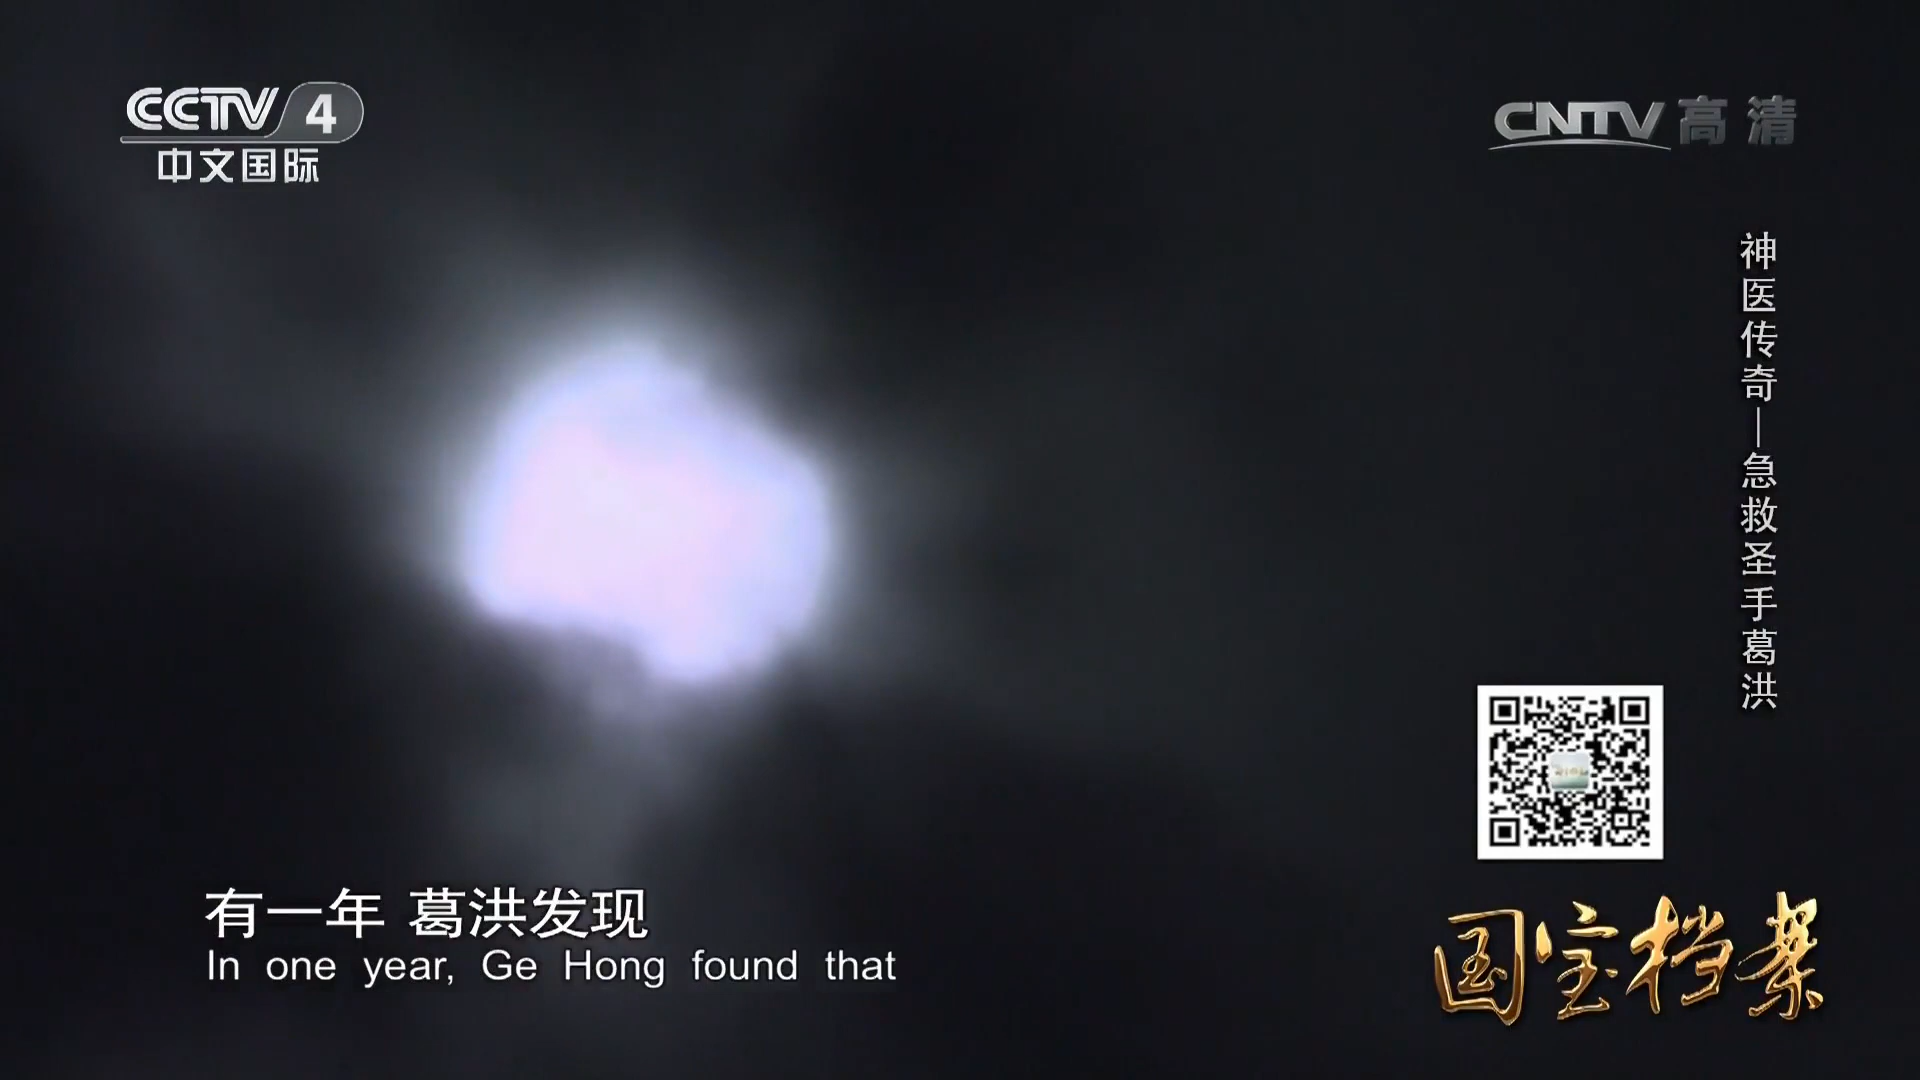 CCTV 4
中文国际
CNTV 高清
神医传奇—急救圣手葛洪
有一年 葛洪发现
In one year, Ge Hong found that
国宝档案